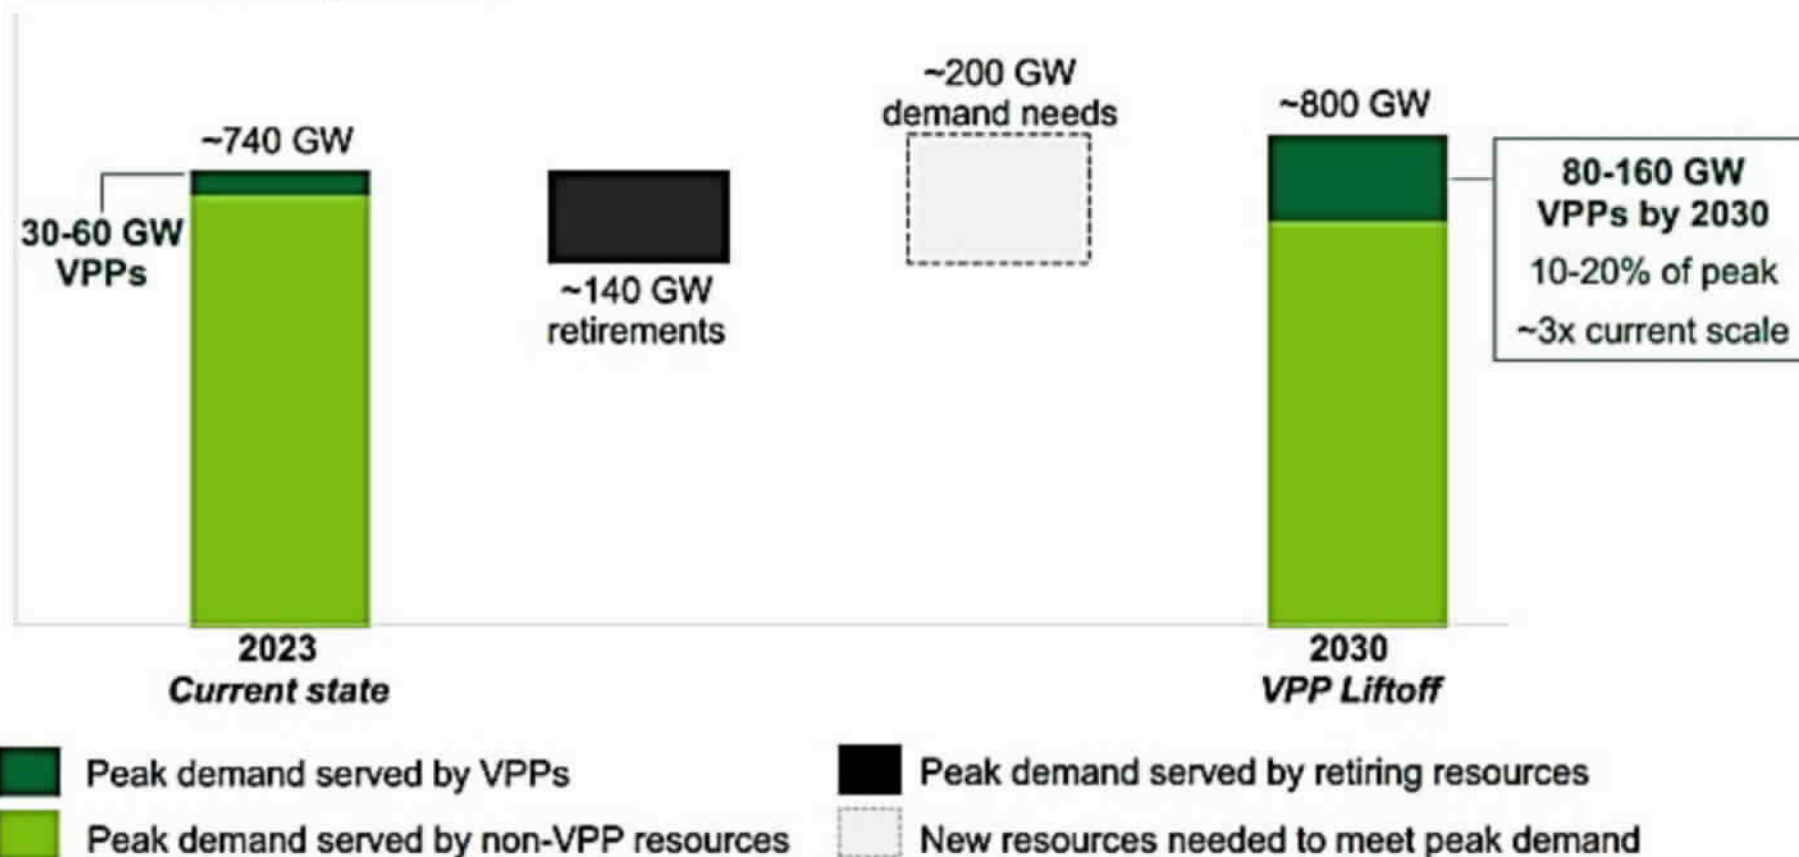 ~740 GW
30-60 GW
VPPs
~140 GW
retirements
~200 GW
demand needs
~800 GW
80-160 GW
VPPs by 2030
10-20% of peak
~3x current scale
2023
Current state
2030
VPP Liftoff
Peak demand served by VPPs
Peak demand served by non-VPP resources
Peak demand served by retiring resources
New resources needed to meet peak demand